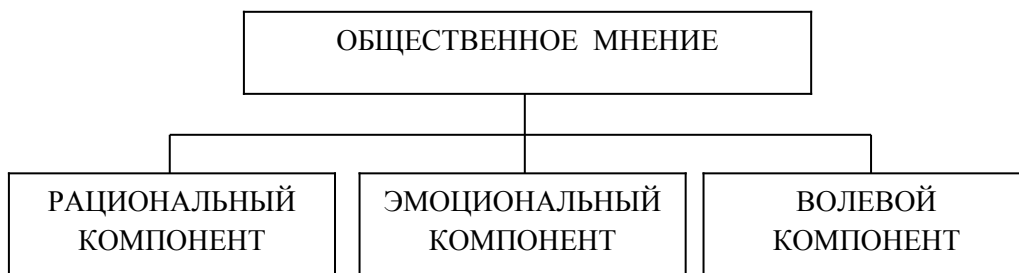 ОБЩЕСТВЕННОЕ МНЕНИЕ
РАЦИОНАЛЬНЫЙ
КОМПОНЕНТ
ЭМОЦИОНАЛЬНЫЙ
КОМПОНЕНТ
ВОЛЕВОЙ
КОМПОНЕНТ